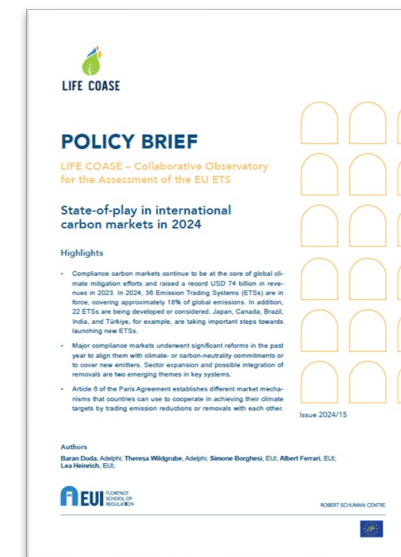 LIFE COASE
POLICY BRIEF
LIFE COASE – Collaborative Observatory
for the Assessment of the EU ETS
State-of-play in international
carbon markets in 2024
Highlights
• Compliance carbon markets continue to be at the core of global cli-
mate mitigation efforts and raised a record USD 74 billion in reve-
nues in 2023. In 2024, 36 Emission Trading Systems (ETSs) are in
force, covering approximately 18% of global emissions. In addition,
22 ETSs are being developed or considered. Japan, Canada, Brazil,
India, and Türkiye, for example, are taking important steps towards
launching new ETSs.
• Major compliance markets underwent significant reforms in the past
year to align them with climate- or carbon-neutrality commitments or
to cover new emitters. Sector expansion and possible integration of
removals are two emerging themes in key systems.
• Article 6 of the Paris Agreement establishes different market mecha-
nisms that countries can use to cooperate in achieving their climate
targets by trading emission reductions or removals with each other.
Issue 2024/15
Authors
Baran Doda, Adelphi; Theresa Wildgrube, Adelphi; Simone Borghesi, EUI; Albert Ferrari, EUI;
Lea Heinrich, EUI;
EUI
FLORENCE
SCHOOL OF
REGULATION
ROBERT SCHUMAN CENTRE